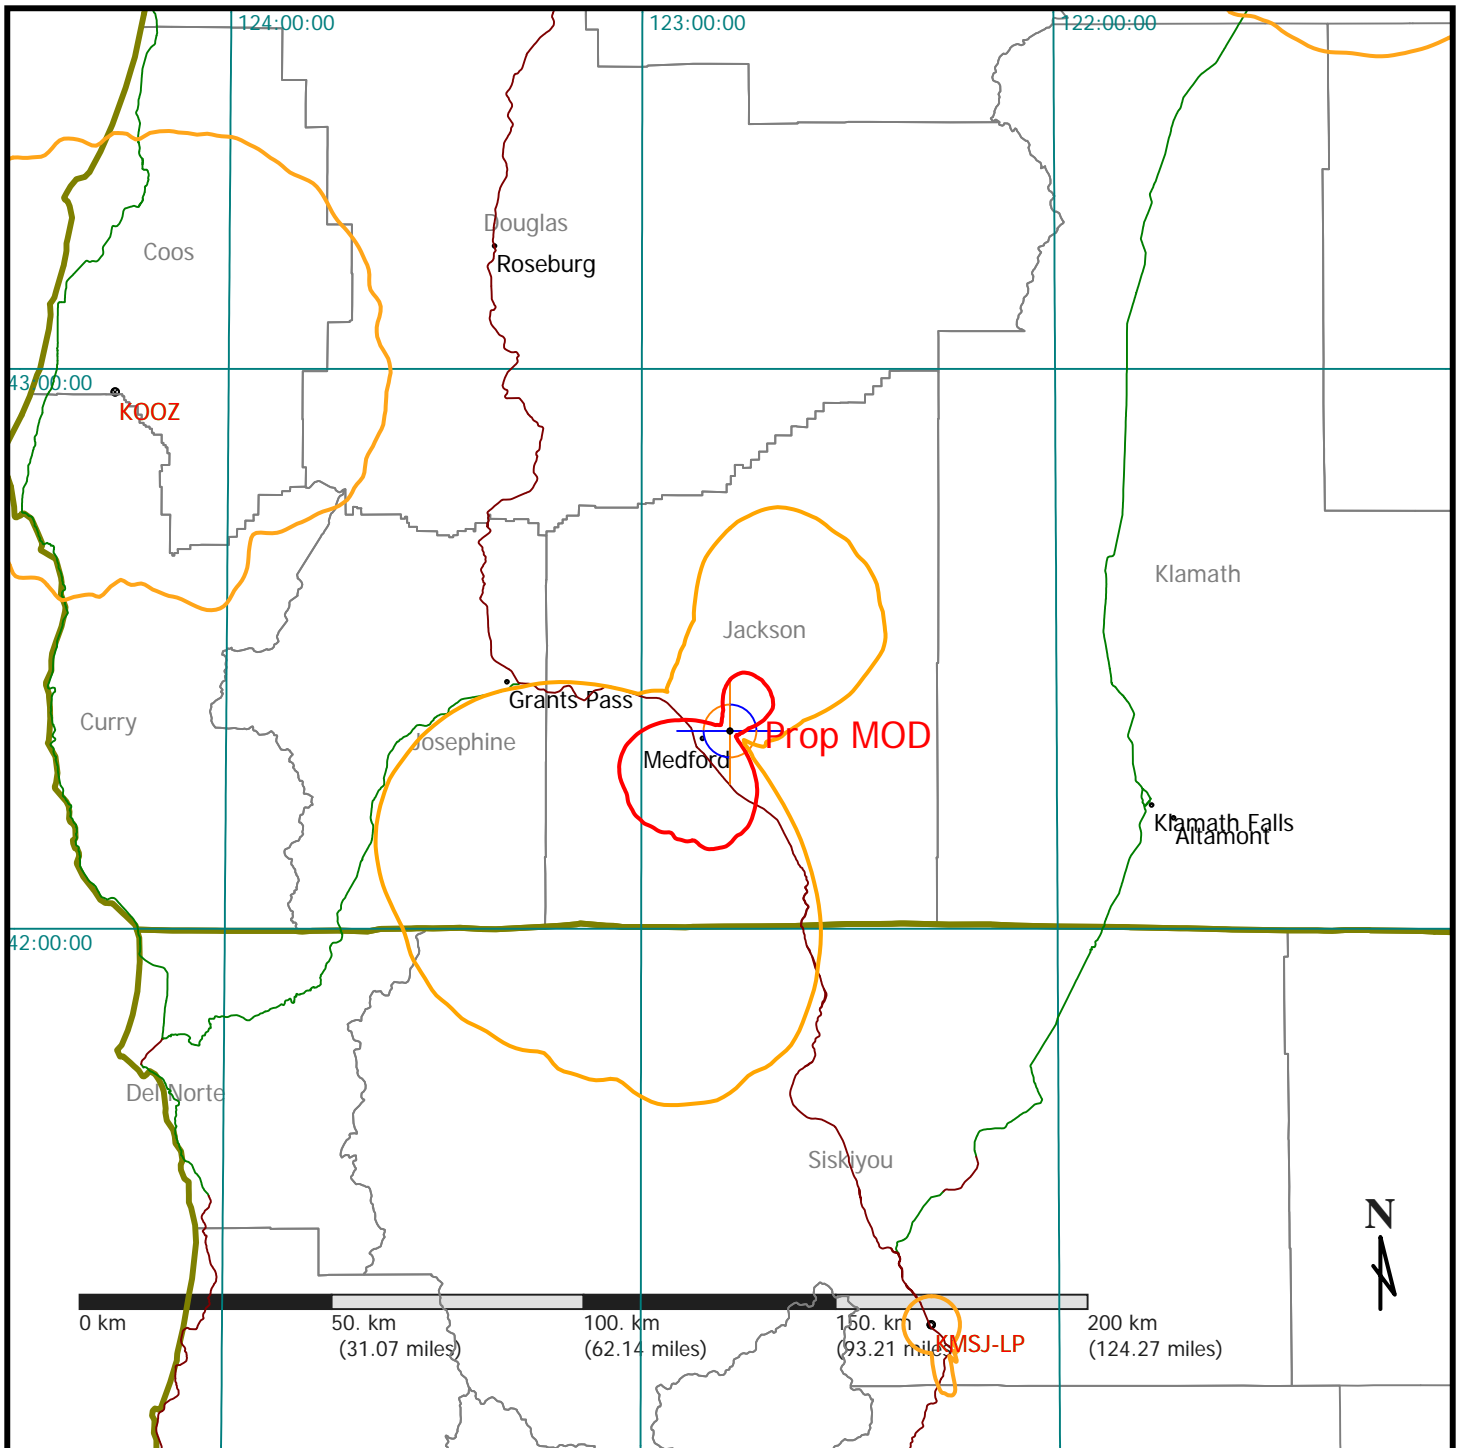 124:00:00
123:00:00
122:00:00
Douglas
Coos
Roseburg
43:00:00
KOOZ
Klamath
Jackson
Grants Pass
Curry
Josephine
Prop MOD
Medford
Klamath Falls
Altamont
42:00:00
Del Norte
Siskiyou
N
0 km
50. km
(31.07 miles)
100. km
(62.14 miles)
150. km
(93.21 miles)
200 km
(124.27 miles)
KMSJ-LP